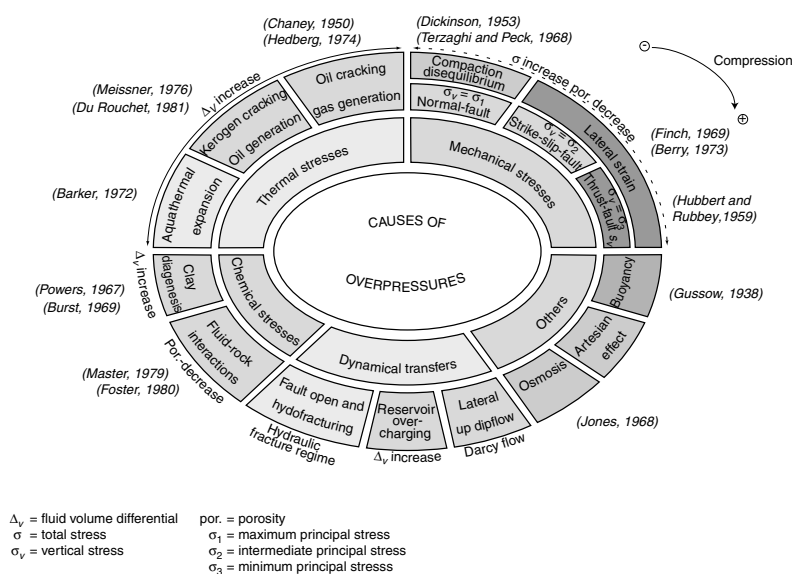 (Chaney, 1950)
(Hedberg, 1974)
(Dickinson, 1953)
(Terzaghi and Peck, 1968)
⊖
Compression
⊕
(Meissner, 1976)
(Du Rouchet, 1981)
Δv increase
σ increase por. decrease
Oil cracking
gas generation
Compaction
disequilibrium
σv = σ1
Normal-fault
Kerogen cracking
Oil generation
σv = σ2
Strike-slip-fault
Lateral strain
(Finch, 1969)
(Berry, 1973)
Thermal stresses
Mechanical stresses
(Barker, 1972)
Aquathermal
expansion
σv = σ3
Thrust-fault sv
(Hubbert and
Rubbey,1959)
CAUSES OF
OVERPRESSURES
Δv increase
(Powers, 1967)
(Burst, 1969)
Clay
diagenesis
Chemical stresses
Others
Buoyancy
(Gussow, 1938)
(Master, 1979)
(Foster, 1980)
Por.-decrease
Fluid-rock
interactions
Dynamical transfers
Artesian
effect
Osmosis
(Jones, 1968)
Fault open and
hydofracturing
Hydraulic
fracture regime
Reservoir
over-
charging
Δv increase
Lateral
up dipflow
Darcy flow
Δv = fluid volume differential
σ = total stress
σv = vertical stress
por. = porosity
σ1 = maximum principal stress
σ2 = intermediate principal stress
σ3 = minimum principal stresss